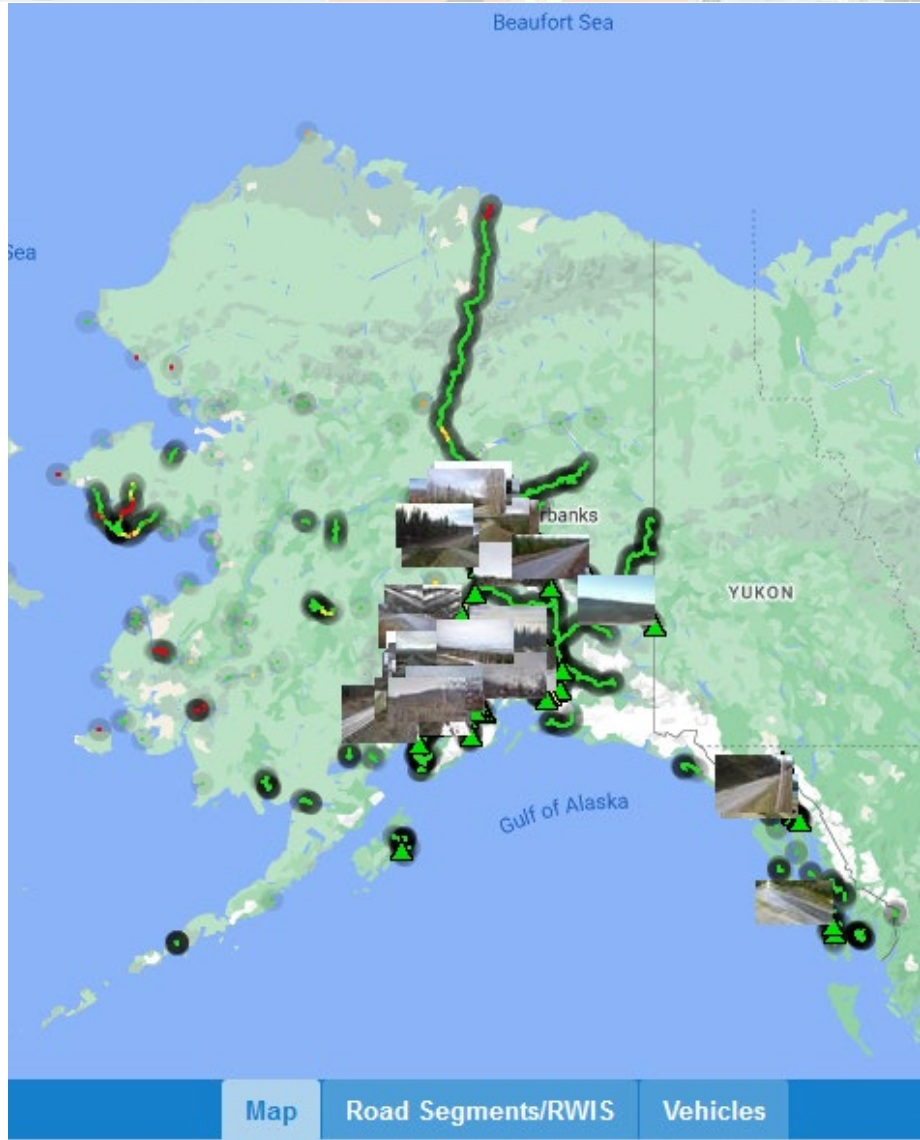 Beaufort Sea
Sea
rbanks
YUKON
Gulf of Alaska
Map
Road Segments/RWIS
Vehicles